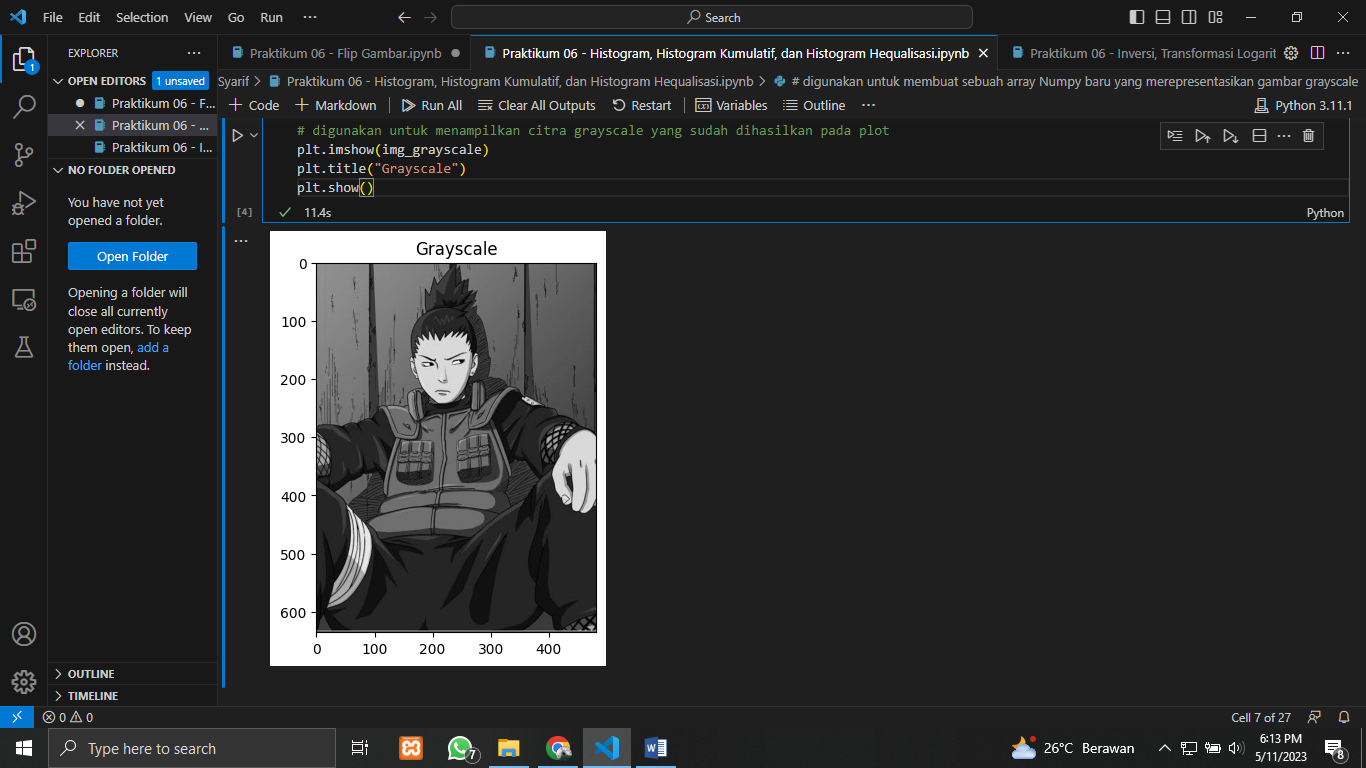 File Edit Selection View Go Run ···
Search
EXPLORER ···
OPEN EDITORS 1 unsaved
Praktikum 06 - F...
Praktikum 06 - ...
Praktikum 06 - I...
NO FOLDER OPENED
You have not yet
opened a folder.
Open Folder
Opening a folder will
close all currently
open editors. To keep
them open, add a
folder instead.
OUTLINE
TIMELINE
1
Praktikum 06 - Flip Gambar.ipynb
Praktikum 06 - Histogram, Histogram Kumulatif, dan Histogram Hequalisasi.ipynb
Praktikum 06 - Inversi, Transformasi Logarit
Syarif > Praktikum 06 - Histogram, Histogram Kumulatif, dan Histogram Hequalisasi.ipynb > # digunakan untuk membuat sebuah array Numpy baru yang merepresentasikan gambar grayscale
+ Code + Markdown Run All Clear All Outputs Restart Variables Outline ···
Python 3.11.1
# digunakan untuk menampilkan citra grayscale yang sudah dihasilkan pada plot
plt.imshow(img_grayscale)
plt.title("Grayscale")
plt.show()
[4] 11.4s
Python
Grayscale
0
100
200
300
400
500
600
0 100 200 300 400
0 0
Cell 7 of 27
Type here to search
7
26°C Berawan
6:13 PM
5/11/2023
8